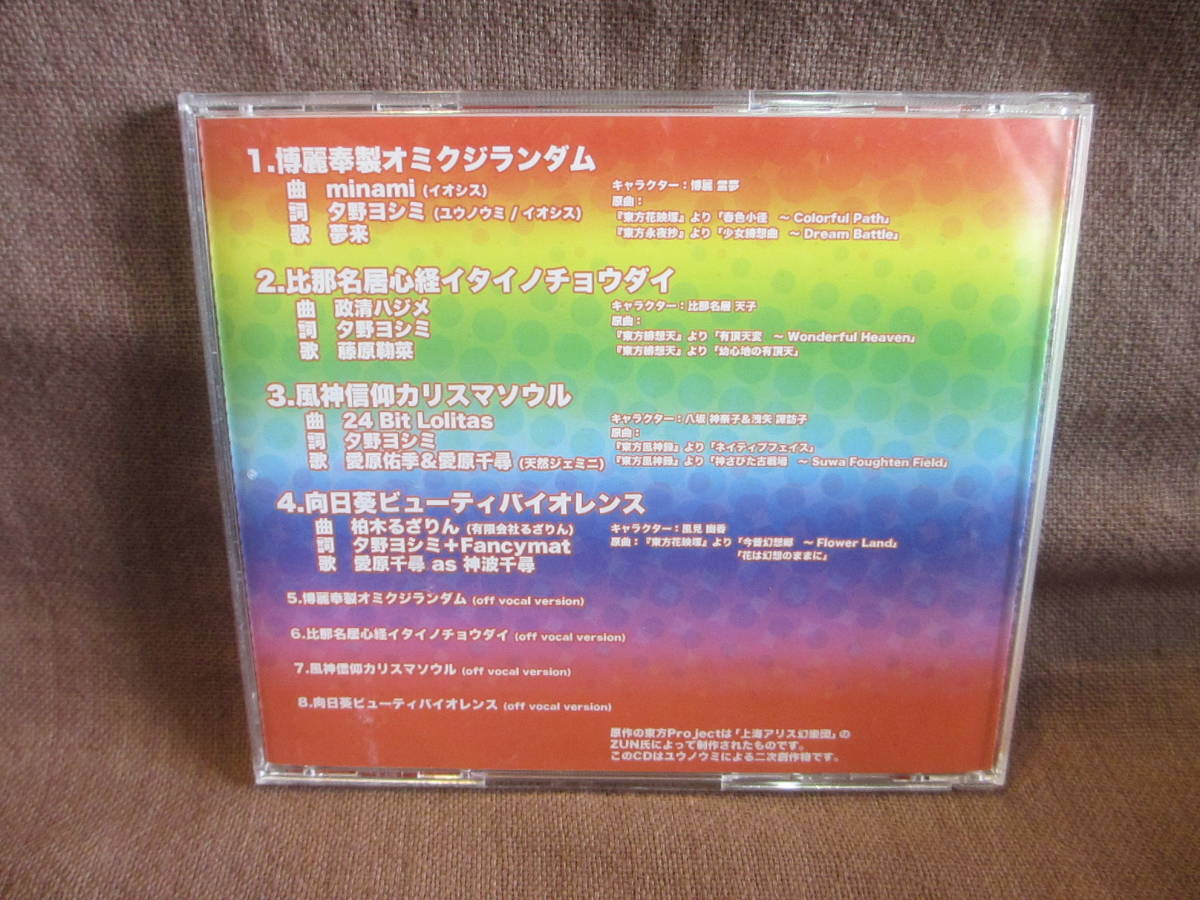 1.博麗奉製オミクジランダム
曲 minami (イオシス)
詞 夕野ヨシミ (ユウノウミ / イオシス)
歌 夢来
キャラクター：博麗 霊夢
原曲：
『東方花映塚』より「春色小径 ～ Colorful Path」
『東方永夜抄』より「少女綺想曲 ～ Dream Battle」
2.比那名居心経イタイノチョウダイ
曲 政清ハジメ
詞 夕野ヨシミ
歌 藤原鞠菜
キャラクター：比那名居 天子
原曲：
『東方緋想天』より「有頂天変 ～ Wonderful Heaven」
『東方緋想天』より「幼心地の有頂天」
3.風神信仰カリスマソウル
曲 24 Bit Lolitas
詞 夕野ヨシミ
歌 愛原佑季＆愛原千尋 (天然ジェミニ)
キャラクター：八坂 神奈子＆洩矢 諏訪子
原曲：
『東方風神録』より「ネイティブフェイス」
『東方風神録』より「神さびた古戦場 ～ Suwa Foughten Field」
4.向日葵ビューティバイオレンス
曲 柏木るざりん (有限会社るざりん)
詞 夕野ヨシミ＋Fancymat
歌 愛原千尋 as 神波千尋
キャラクター：風見 幽香
原曲：『東方花映塚』より「今昔幻想郷 ～ Flower Land」
「花は幻想のままに」
5.博麗奉製オミクジランダム (off vocal version)
6.比那名居心経イタイノチョウダイ (off vocal version)
7.風神信仰カリスマソウル (off vocal version)
8.向日葵ビューティバイオレンス (off vocal version)
原作の東方Projectは「上海アリス幻樂団」の
ZUN氏によって制作されたものです。
このCDはユウノウミによる二次創作物です。